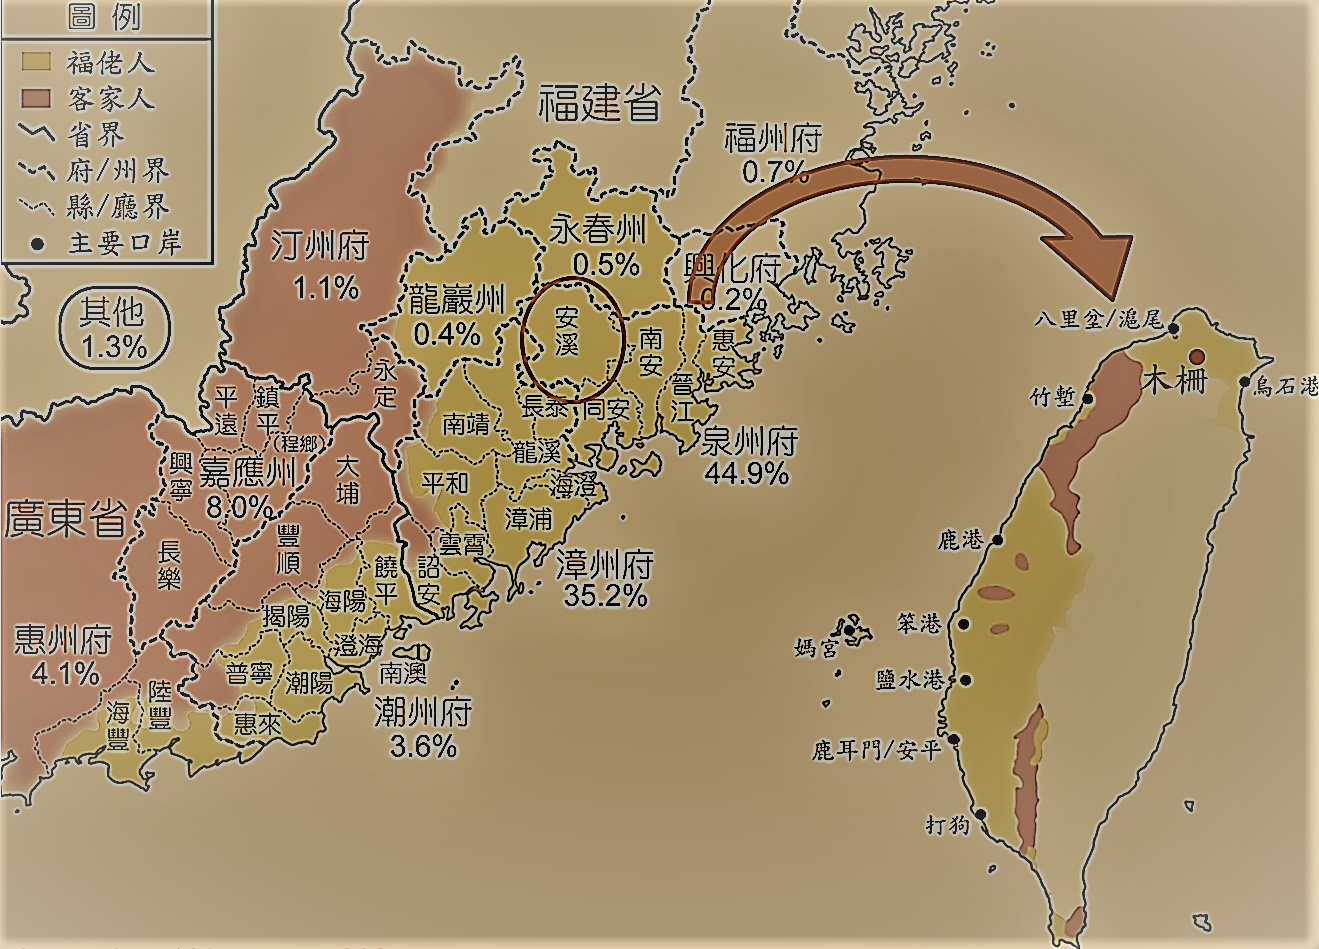 圖例
福佬人
客家人
省界
府/州界
縣/廳界
主要口岸
其他
1.3%
福建省
福州府
0.7%
汀州府
1.1%
永春州
0.5%
興化府
0.2%
龍巖州
0.4%
安溪
南安
惠安
晉江
永定
南靖
長泰
同安
龍溪
泉州府
44.9%
平和
海澄
漳浦
雲霄
詔安
漳州府
35.2%
平遠
鎮平
(程鄉)
興寧
嘉應州
8.0%
大埔
廣東省
長樂
豐順
饒平
海陽
揭陽
澄海
普寧
潮陽
南澳
惠州府
4.1%
陸豐
海豐
惠來
潮州府
3.6%
八里坌/滬尾
木柵
烏石港
竹塹
鹿港
笨港
媽宮
鹽水港
鹿耳門/安平
打狗